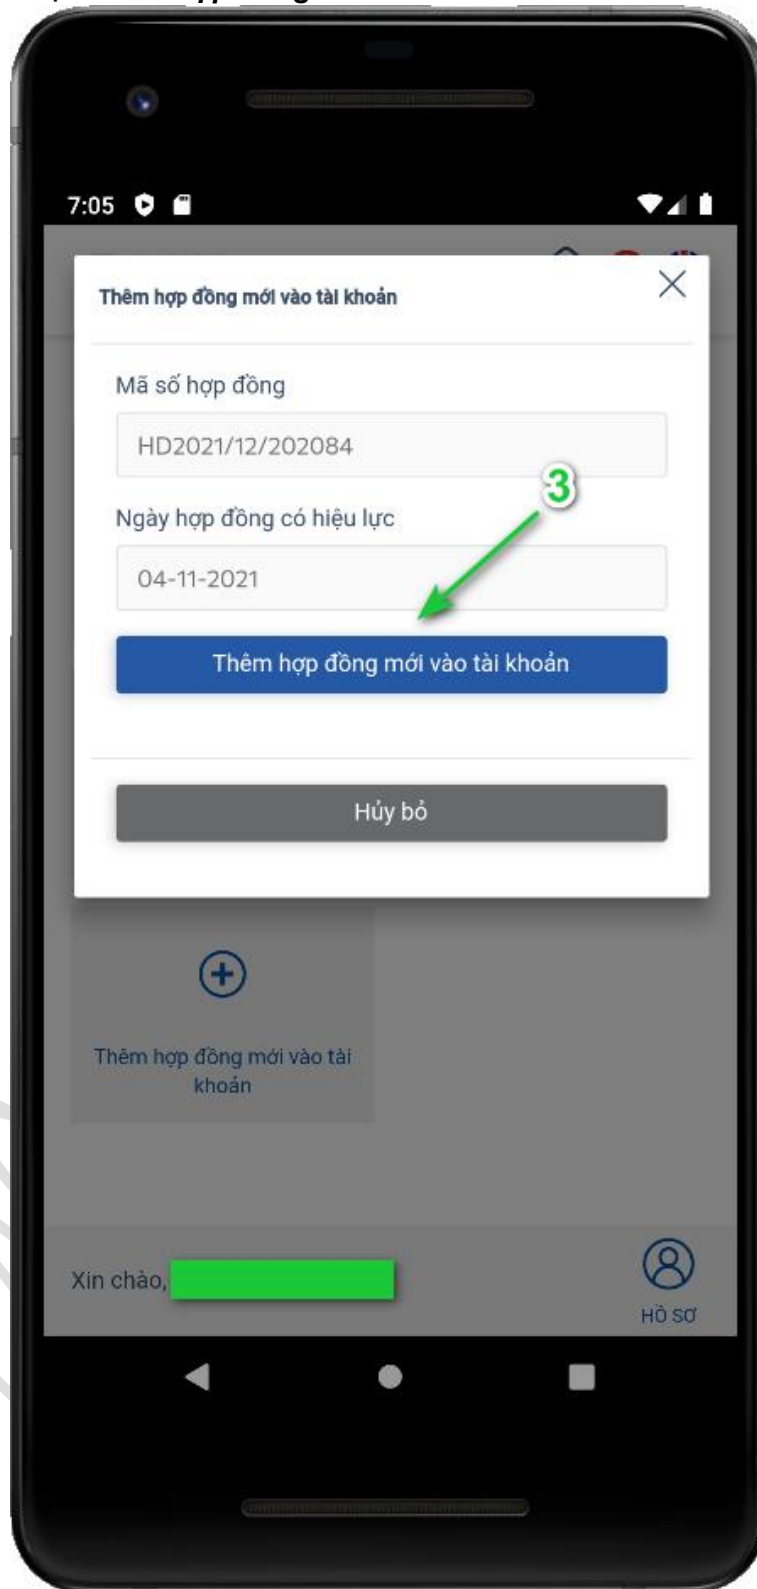 7:05
Thêm hợp đồng mới vào tài khoản
Mã số hợp đồng
HD2021/12/202084
3
Ngày hợp đồng có hiệu lực
04-11-2021
Thêm hợp đồng mới vào tài khoản
Hủy bỏ
Thêm hợp đồng mới vào tài
khoản
Xin chào,
HỒ SƠ